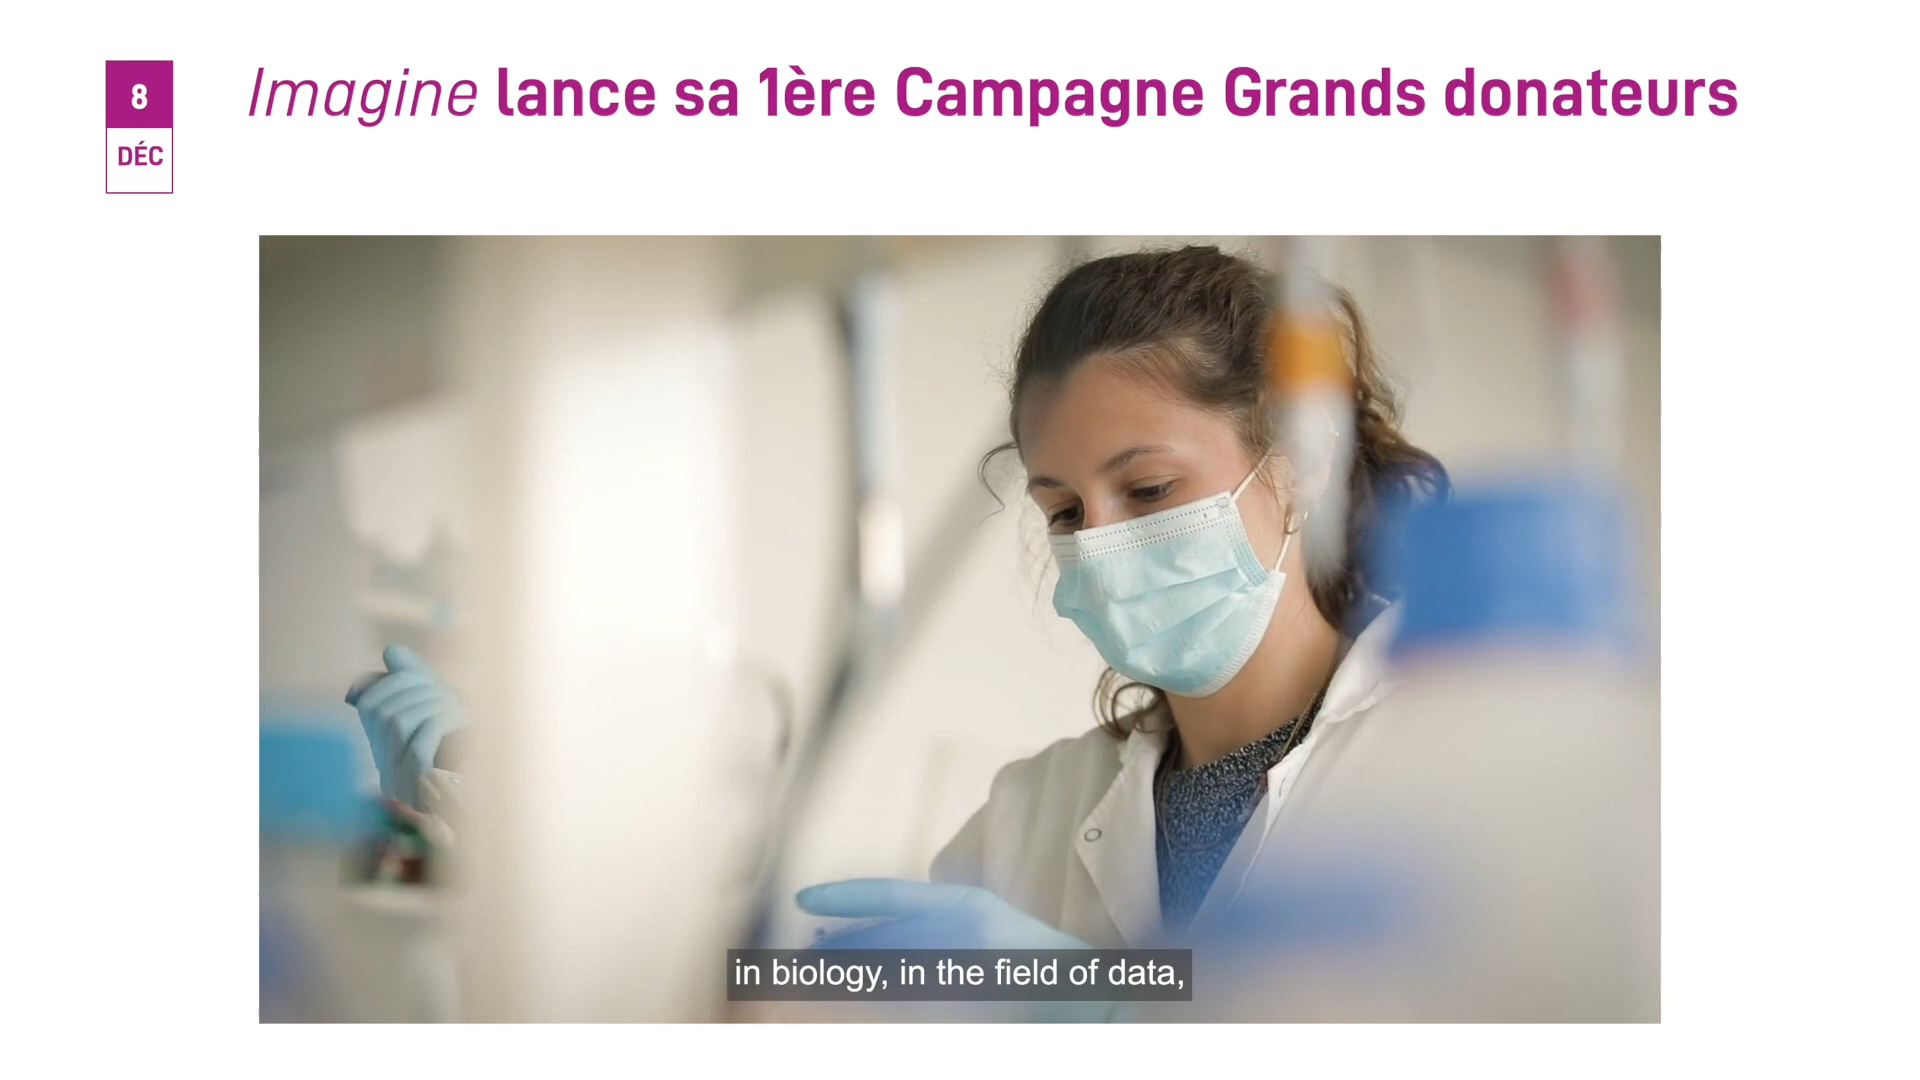 8
DÉC
Imagine lance sa 1ère Campagne Grands donateurs
in biology, in the field of data,